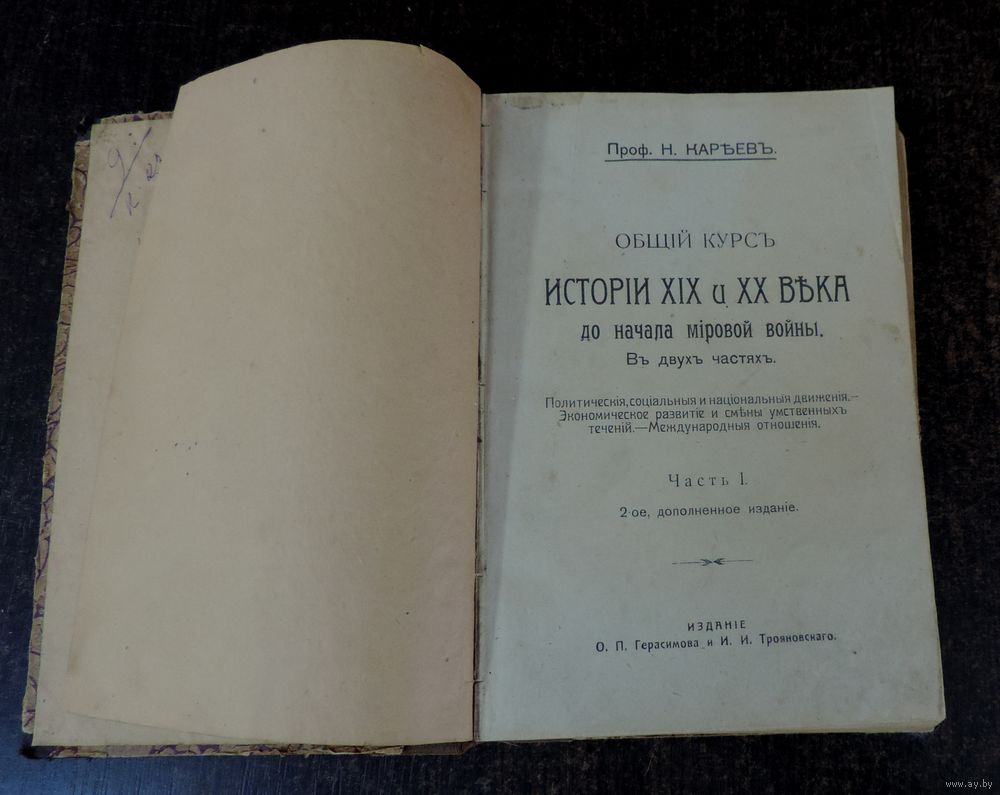 Проф. Н. КАРѢЕВЪ.
ОБЩІЙ КУРСЪ
ИСТОРІИ XIX и XX ВѢКА
до начала міровой войны.
Въ двухъ частяхъ.
Политическія, соціальныя и національныя движенія.—
Экономическое развитіе и смѣны умственныхъ
теченій.—Международныя отношенія.
Часть I.
2-ое, дополненное изданіе.
ИЗДАНІЕ
О. П. Герасимова и И. И. Трояновскаго.
www.ay.by